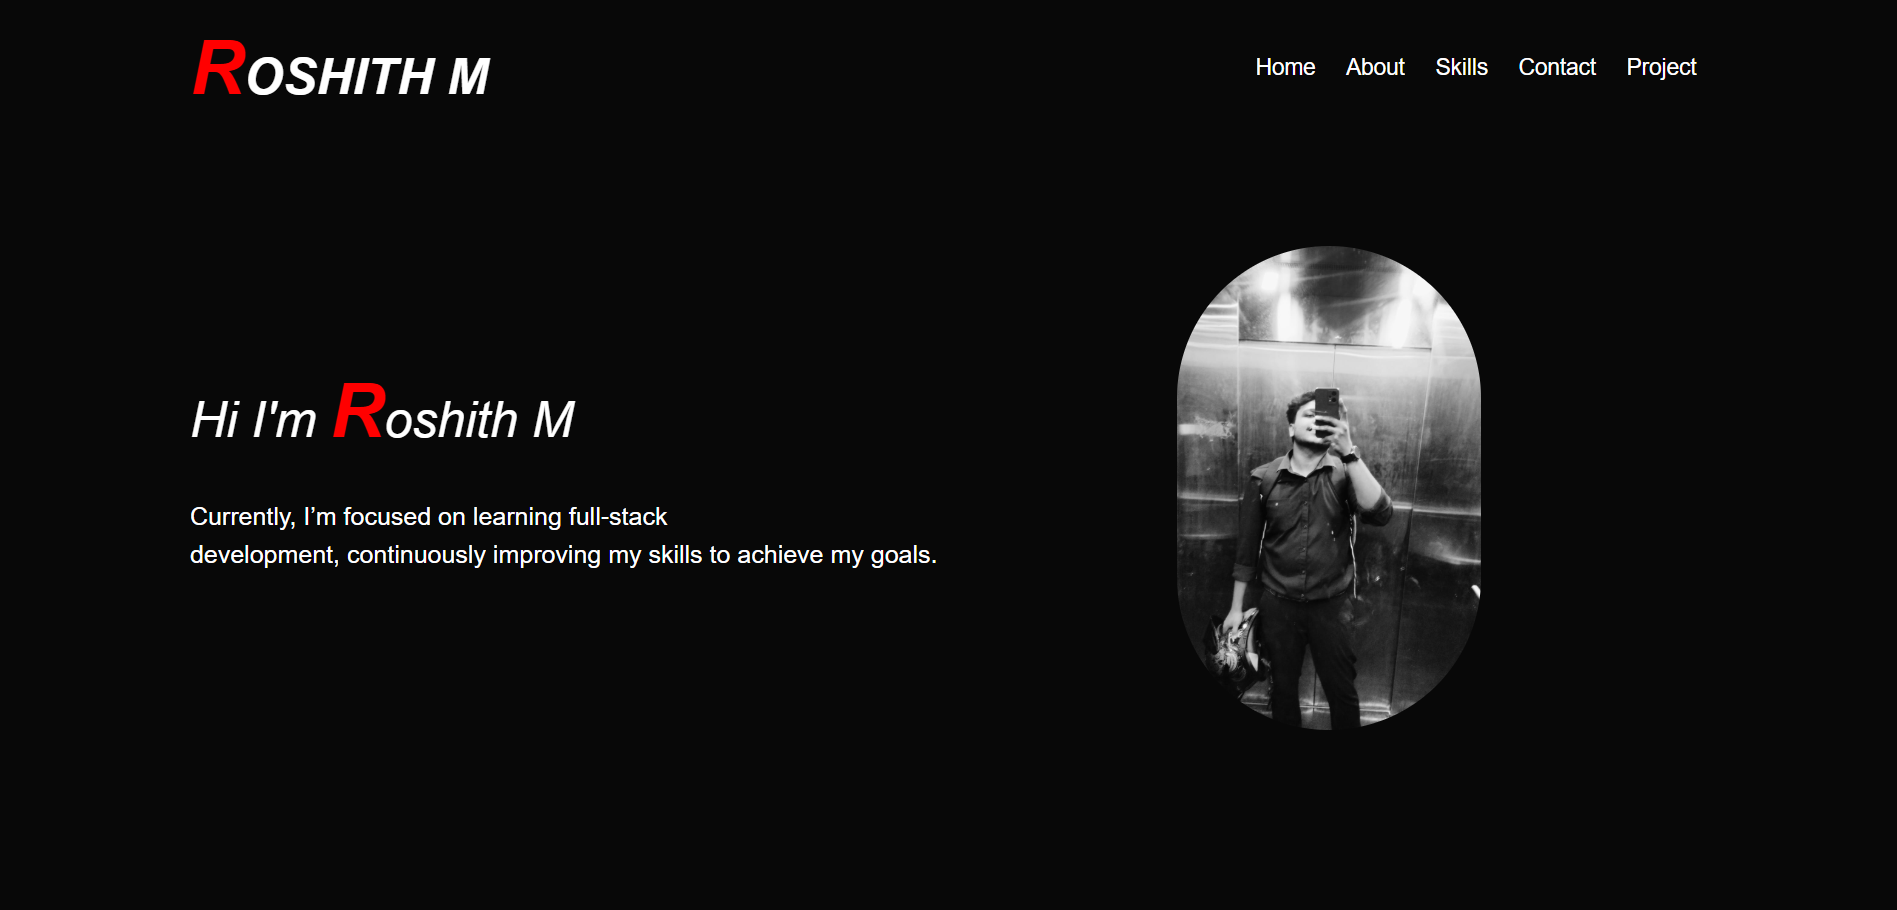 ROSHITH M
Home About Skills Contact Project
Hi I'm Roshith M
Currently, I’m focused on learning full-stack
development, continuously improving my skills to achieve my goals.